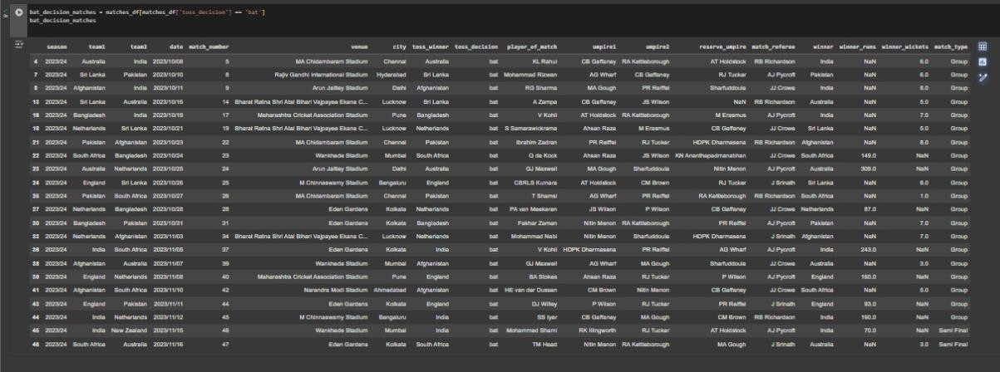 bat_decision_matches = matches_df[matches_df['toss_decision'] == 'bat']
bat_decision_matches
season team1 team2 date match_number venue city toss_winner toss_decision player_of_match umpire1 umpire2 reserve_umpire match_referee winner winner_runs winner_wickets match_type
4 2023/24 Australia India 2023/10/08 5 MA Chidambaram Stadium Chennai Australia bat KL Rahul CB Gaffaney RA Kettleborough AT Holdstock RB Richardson India NaN 6.0 Group
7 2023/24 Sri Lanka Pakistan 2023/10/10 8 Rajiv Gandhi International Stadium Hyderabad Sri Lanka bat Mohammad Rizwan AG Wharf CB Gaffaney RJ Tucker AJ Pycroft Pakistan NaN 6.0 Group
8 2023/24 Afghanistan India 2023/10/11 9 Arun Jaitley Stadium Delhi Afghanistan bat RG Sharma MA Gough PR Reiffel Sharfuddoula JJ Crowe India NaN 8.0 Group
13 2023/24 Sri Lanka Australia 2023/10/16 14 Bharat Ratna Shri Atal Bihari Vajpayee Ekana C... Lucknow Sri Lanka bat A Zampa CB Gaffaney JS Wilson NaN RB Richardson Australia NaN 5.0 Group
16 2023/24 Bangladesh India 2023/10/19 17 Maharashtra Cricket Association Stadium Pune Bangladesh bat V Kohli AT Holdstock RA Kettleborough M Erasmus AJ Pycroft India NaN 7.0 Group
18 2023/24 Netherlands Sri Lanka 2023/10/21 19 Bharat Ratna Shri Atal Bihari Vajpayee Ekana C... Lucknow Netherlands bat S Samarawickrama Ahsan Raza M Erasmus CB Gaffaney JJ Crowe Sri Lanka NaN 5.0 Group
21 2023/24 Pakistan Afghanistan 2023/10/23 22 MA Chidambaram Stadium Chennai Pakistan bat Ibrahim Zadran PR Reiffel RJ Tucker HDPK Dharmasena RB Richardson Afghanistan NaN 8.0 Group
22 2023/24 South Africa Bangladesh 2023/10/24 23 Wankhede Stadium Mumbai South Africa bat Q de Kock Ahsan Raza JS Wilson KN Ananthapadmanabhan JJ Crowe South Africa 149.0 NaN Group
23 2023/24 Australia Netherlands 2023/10/25 24 Arun Jaitley Stadium Delhi Australia bat GJ Maxwell MA Gough Sharfuddoula Nitin Menon AJ Pycroft Australia 309.0 NaN Group
24 2023/24 England Sri Lanka 2023/10/26 25 M Chinnaswamy Stadium Bengaluru England bat CBRLS Kumara AT Holdstock CM Brown RJ Tucker J Srinath Sri Lanka NaN 8.0 Group
25 2023/24 Pakistan South Africa 2023/10/27 26 MA Chidambaram Stadium Chennai Pakistan bat T Shamsi AG Wharf PR Reiffel RA Kettleborough RB Richardson South Africa NaN 1.0 Group
27 2023/24 Netherlands Bangladesh 2023/10/28 28 Eden Gardens Kolkata Netherlands bat PA van Meekeren JS Wilson P Wilson CB Gaffaney JJ Crowe Netherlands 87.0 NaN Group
30 2023/24 Bangladesh Pakistan 2023/10/31 31 Eden Gardens Kolkata Bangladesh bat Fakhar Zaman Nitin Menon RA Kettleborough PR Reiffel AJ Pycroft Pakistan NaN 7.0 Group
33 2023/24 Netherlands Afghanistan 2023/11/03 34 Bharat Ratna Shri Atal Bihari Vajpayee Ekana C... Lucknow Netherlands bat Mohammad Nabi Nitin Menon Sharfuddoula HDPK Dharmasena J Srinath Afghanistan NaN 7.0 Group
36 2023/24 India South Africa 2023/11/05 37 Eden Gardens Kolkata India bat V Kohli HDPK Dharmasena PR Reiffel AG Wharf AJ Pycroft India 243.0 NaN Group
38 2023/24 Afghanistan Australia 2023/11/07 39 Wankhede Stadium Mumbai Afghanistan bat GJ Maxwell AG Wharf MA Gough Sharfuddoula JJ Crowe Australia NaN 3.0 Group
39 2023/24 England Netherlands 2023/11/08 40 Maharashtra Cricket Association Stadium Pune England bat BA Stokes Ahsan Raza RJ Tucker P Wilson AJ Pycroft England 160.0 NaN Group
41 2023/24 Afghanistan South Africa 2023/11/10 42 Narendra Modi Stadium Ahmedabad Afghanistan bat HE van der Dussen CM Brown Nitin Menon CB Gaffaney JJ Crowe South Africa NaN 5.0 Group
43 2023/24 England Pakistan 2023/11/11 44 Eden Gardens Kolkata England bat DJ Willey P Wilson RJ Tucker PR Reiffel J Srinath England 93.0 NaN Group
44 2023/24 India Netherlands 2023/11/12 45 M Chinnaswamy Stadium Bengaluru India bat SS Iyer CB Gaffaney MA Gough CM Brown RB Richardson India 160.0 NaN Group
45 2023/24 India New Zealand 2023/11/15 46 Wankhede Stadium Mumbai India bat Mohammed Shami RK Illingworth RJ Tucker AT Holdstock AJ Pycroft India 70.0 NaN Semi Final
46 2023/24 South Africa Australia 2023/11/16 47 Eden Gardens Kolkata South Africa bat TM Head Nitin Menon RA Kettleborough MA Gough J Srinath Australia NaN 3.0 Semi Final